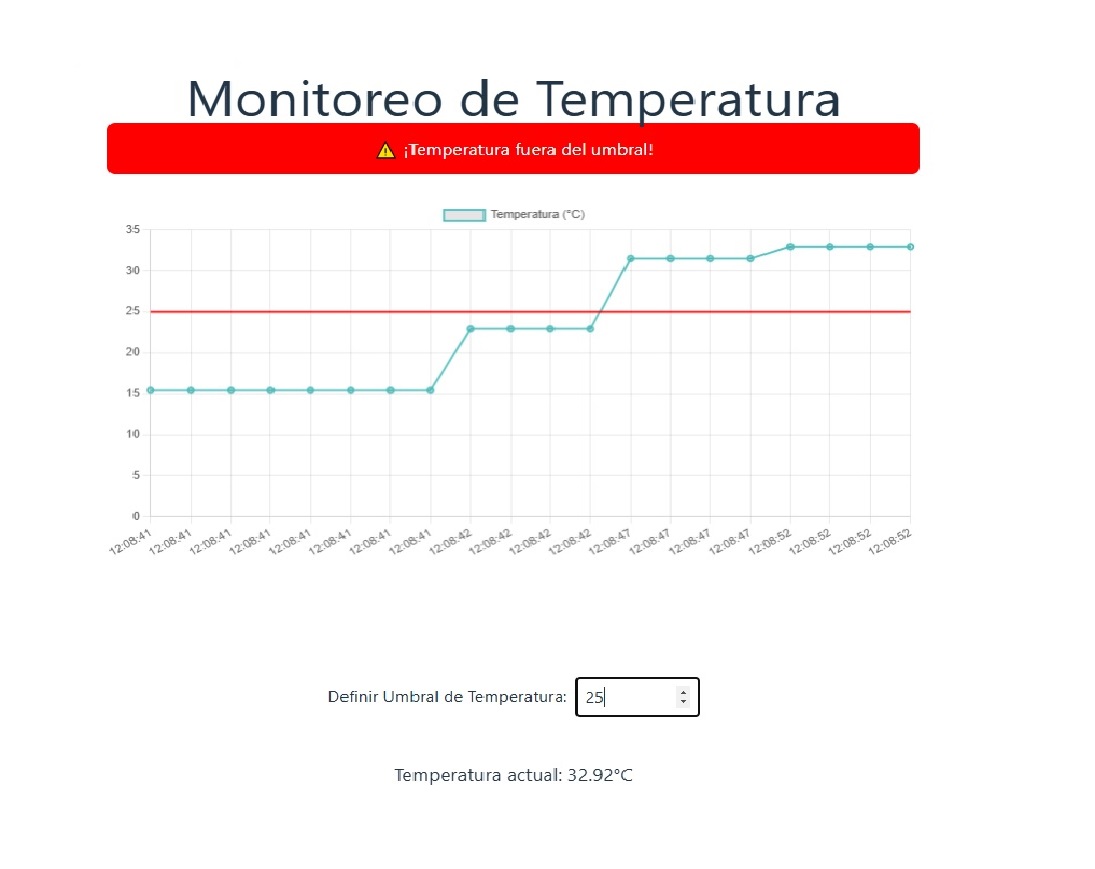 Monitoreo de Temperatura
⚠ ¡Temperatura fuera del umbral!
Temperatura (°C)
35
30
25
20
15
10
5
0
12:08:41 12:08:41 12:08:41 12:08:41 12:08:41 12:08:41 12:08:41 12:08:41 12:08:42 12:08:42 12:08:42 12:08:42 12:08:47 12:08:47 12:08:47 12:08:47 12:08:52 12:08:52 12:08:52 12:08:52
Definir Umbral de Temperatura: 25
Temperatura actual: 32.92°C